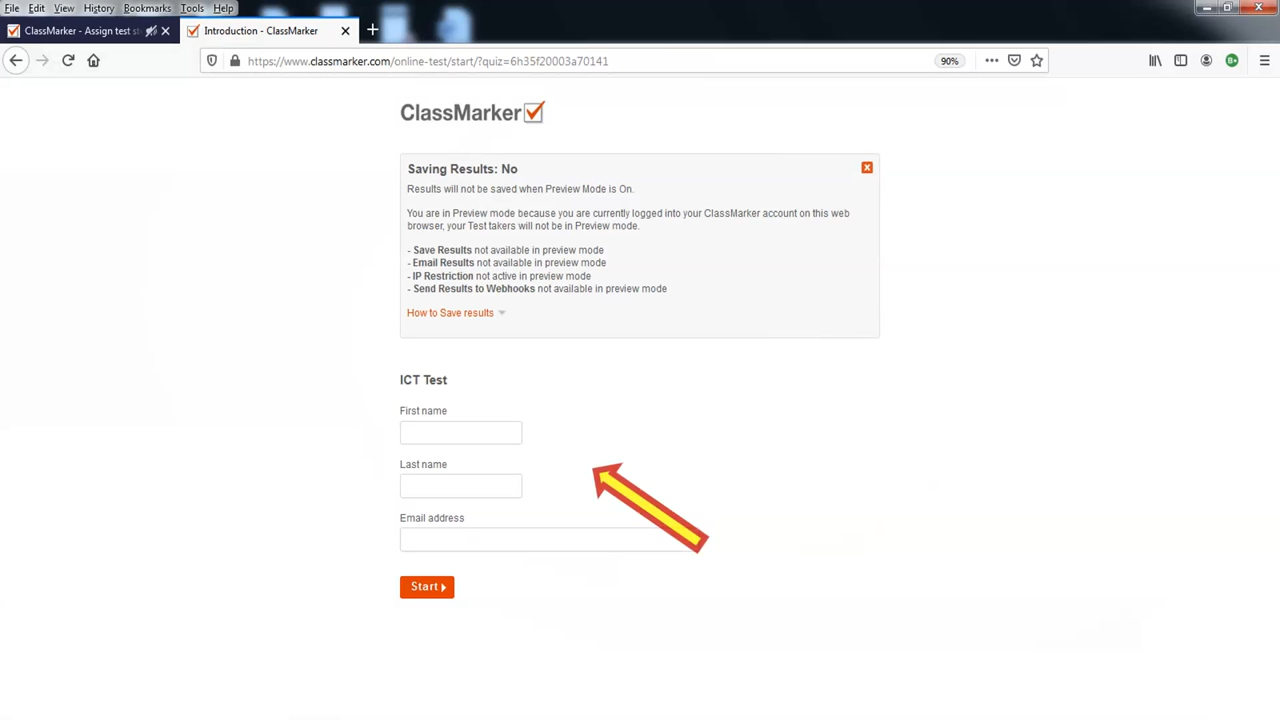 File Edit View History Bookmarks Tools Help
ClassMarker - Assign test st
Introduction - ClassMarker
https://www.classmarker.com/online-test/start/?quiz=6h35f20003a70141
90%
ClassMarker
Saving Results: No
Results will not be saved when Preview Mode is On.
You are in Preview mode because you are currently logged into your ClassMarker account on this web
browser, your Test takers will not be in Preview mode.
- Save Results not available in preview mode
- Email Results not available in preview mode
- IP Restriction not active in preview mode
- Send Results to Webhooks not available in preview mode
How to Save results
ICT Test
First name
Last name
Email address
Start